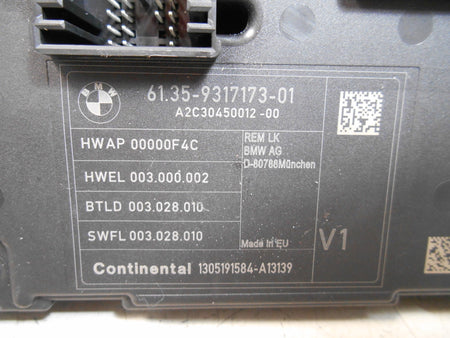 BMW
61.35-9317173-01
A2C30450012-00
HWAP 00000F4C
REM LK
BMW AG
D-80788München
HWEL 003.000.002
BTLD 003.028.010
SWFL 003.028.010
Made In EU
V1
Continental 1305191584-A13139